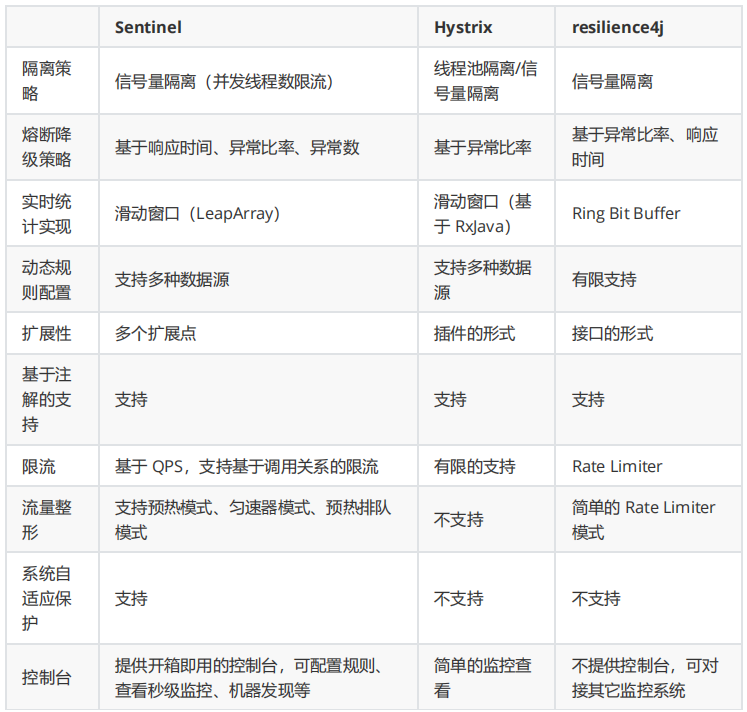 Sentinel
Hystrix
resilience4j
隔离策
略
信号量隔离（并发线程数限流）
线程池隔离/信
号量隔离
信号量隔离
熔断降
级策略
基于响应时间、异常比率、异常数
基于异常比率
基于异常比率、响应
时间
实时统
计实现
滑动窗口（LeapArray）
滑动窗口（基
于 RxJava）
Ring Bit Buffer
动态规
则配置
支持多种数据源
支持多种数据
源
有限支持
扩展性
多个扩展点
插件的形式
接口的形式
基于注
解的支
持
支持
支持
支持
限流
基于 QPS，支持基于调用关系的限流
有限的支持
Rate Limiter
流量整
形
支持预热模式、匀速器模式、预热排队
模式
不支持
简单的 Rate Limiter
模式
系统自
适应保
护
支持
不支持
不支持
控制台
提供开箱即用的控制台，可配置规则、
查看秒级监控、机器发现等
简单的监控查
看
不提供控制台，可对
接其它监控系统